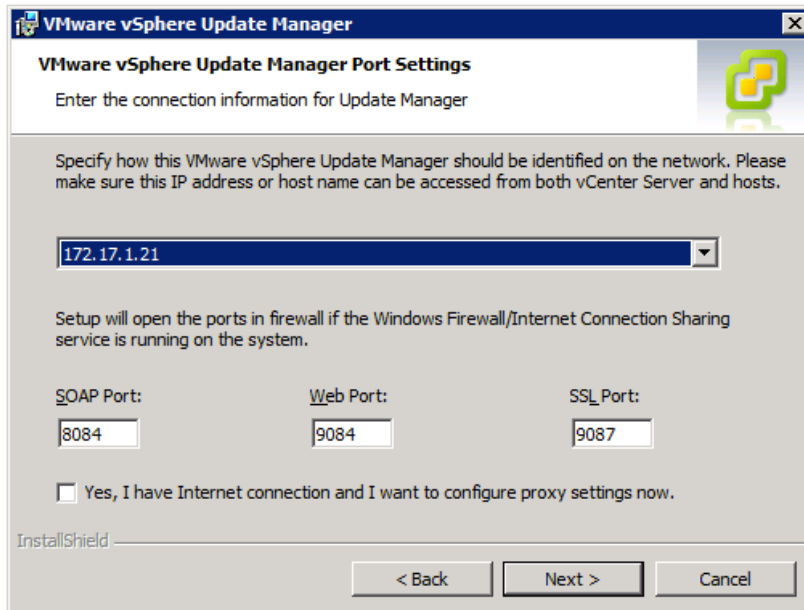 VMware vSphere Update Manager
VMware vSphere Update Manager Port Settings
Enter the connection information for Update Manager
Specify how this VMware vSphere Update Manager should be identified on the network. Please
make sure this IP address or host name can be accessed from both vCenter Server and hosts.
172.17.1.21
Setup will open the ports in firewall if the Windows Firewall/Internet Connection Sharing
service is running on the system.
SOAP Port: Web Port: SSL Port:
8084 9084 9087
Yes, I have Internet connection and I want to configure proxy settings now.
InstallShield
< Back Next > Cancel